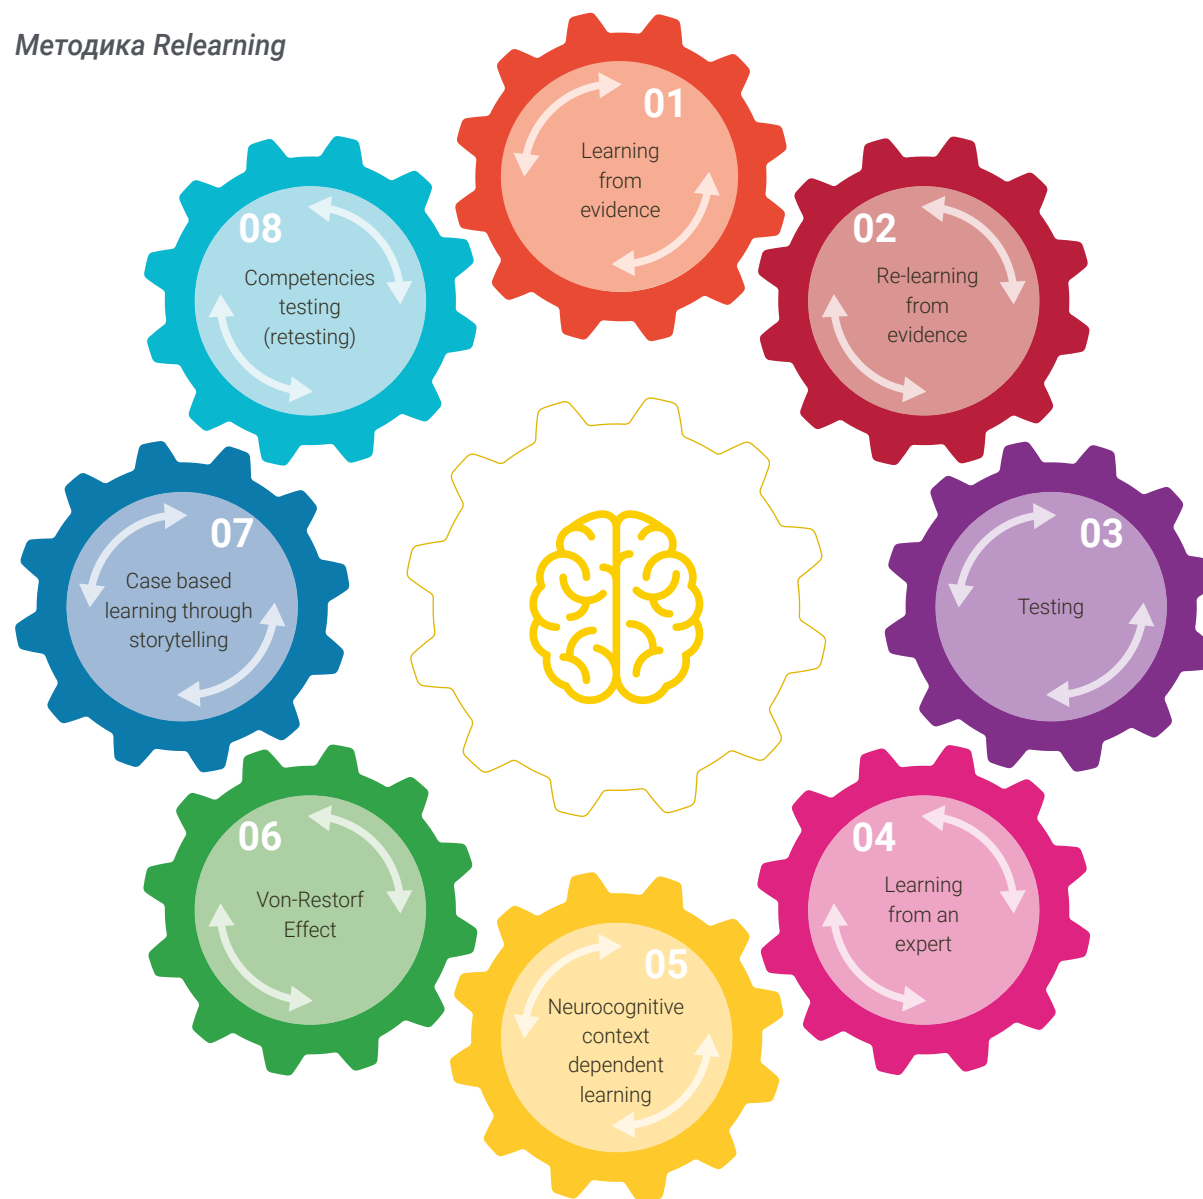 Методика Relearning
01
Learning
from
evidence
02
Re-learning
from
evidence
03
Testing
04
Learning
from an
expert
05
Neurocognitive
context
dependent
learning
06
Von-Restorf
Effect
07
Case based
learning through
storytelling
08
Competencies
testing
(retesting)